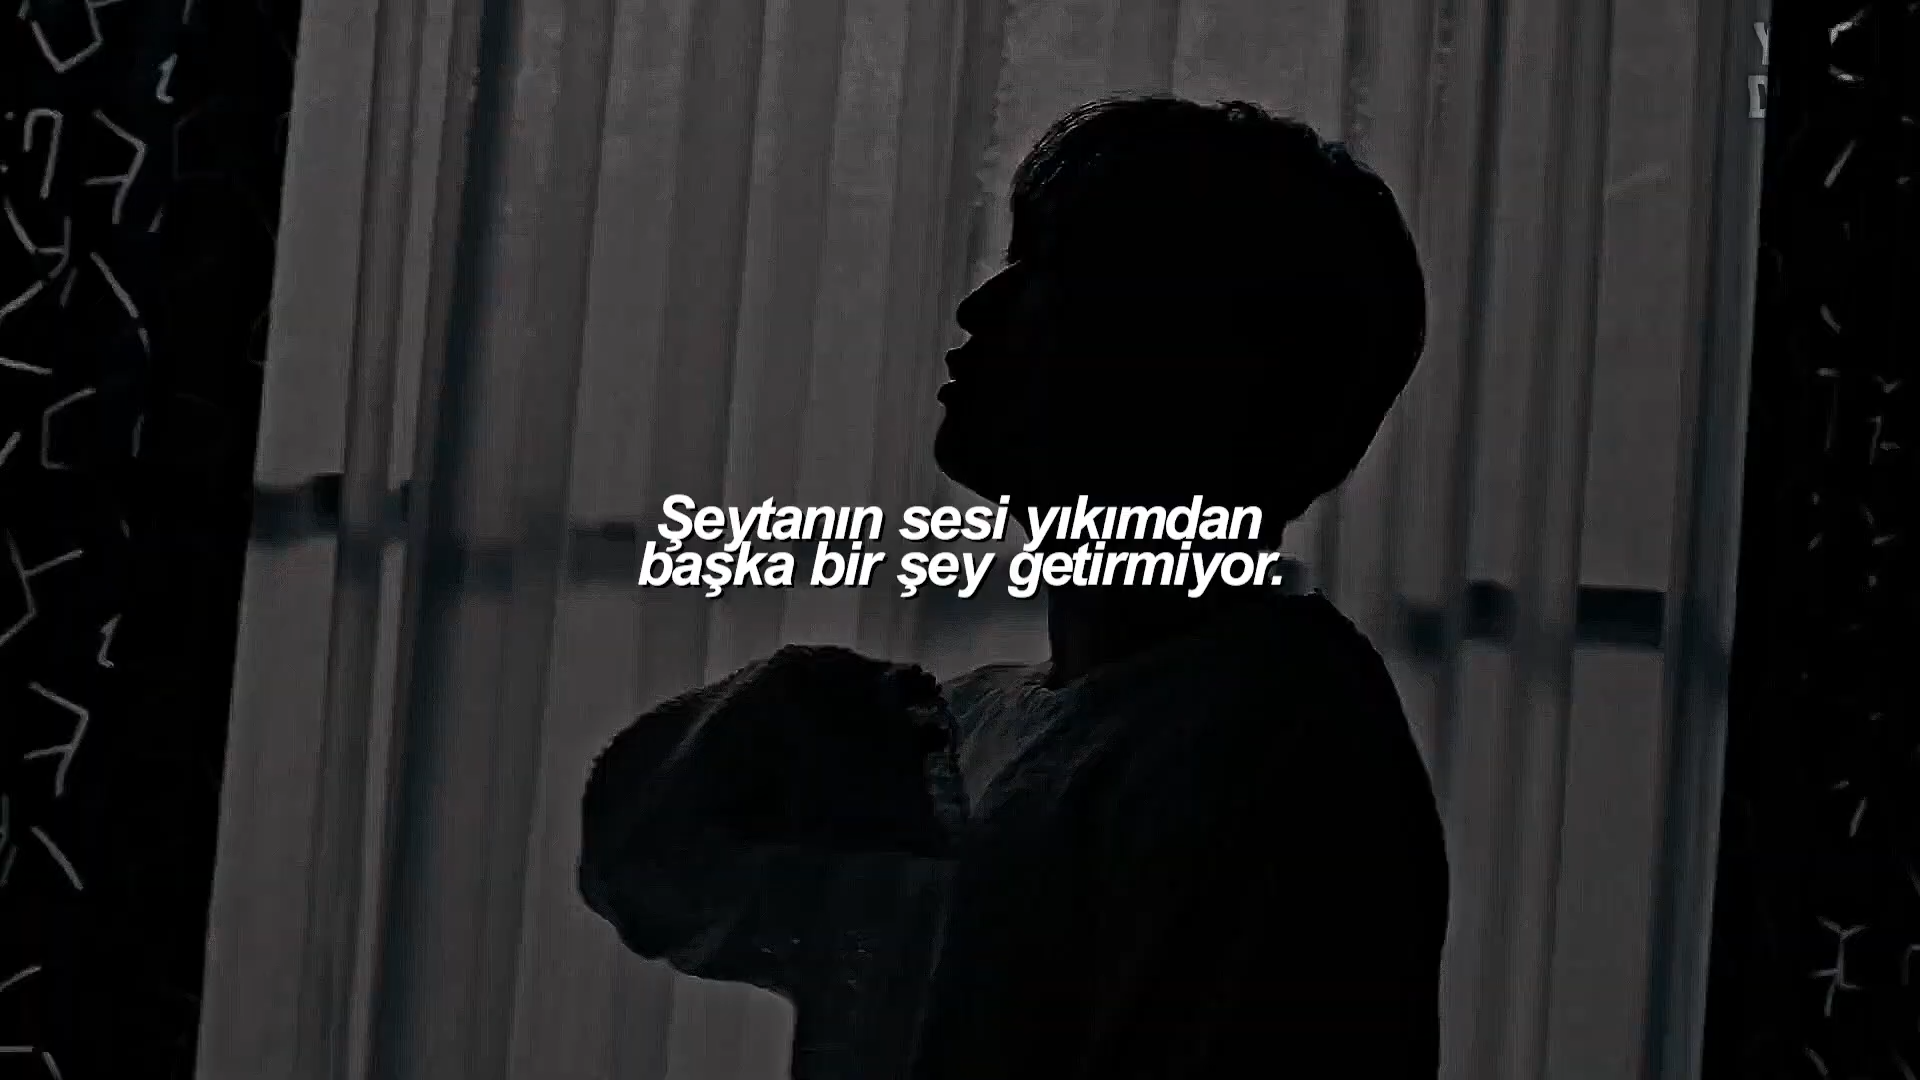 Şeytanın sesi yıkımdan
başka bir şey getirmiyor.
Y
D